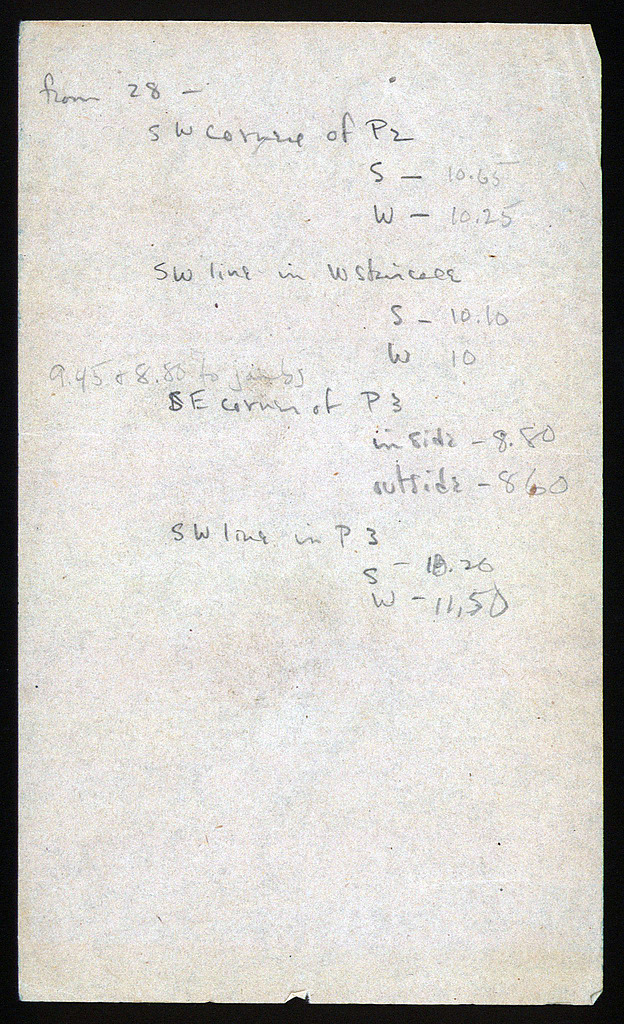 from 28 -
SW corner of P2
S - 10.65
W - 10.25
SW line in W staircase
S - 10.10
W 10
9.45 & 8.80 to jambs
SE corner of P3
inside - 8.80
outside - 860
SW line in P3
S - 10.20
W - 11,50